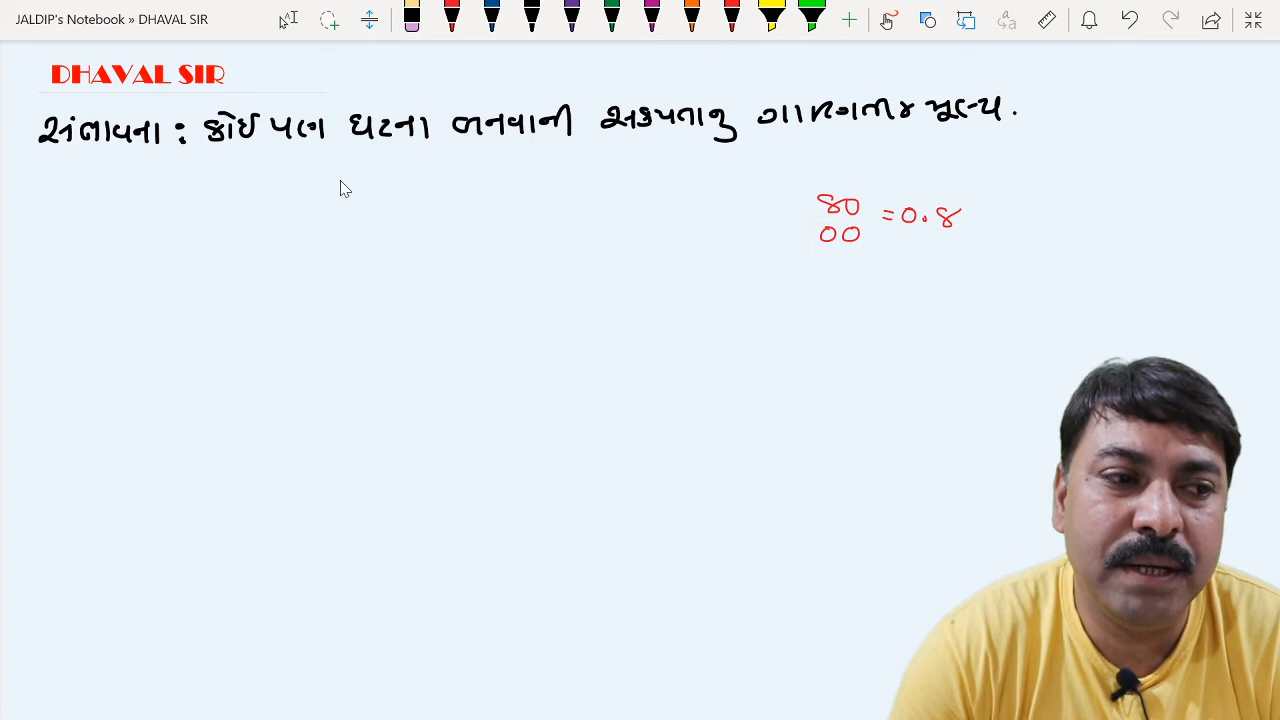 JALDIP's Notebook » DHAVAL SIR
DHAVAL SIR
સંભાવના : કોઈ પણ ઘટના બનવાની શક્યતાનુ ગાણિતીક મૂલ્ય .
80
00
=0.8